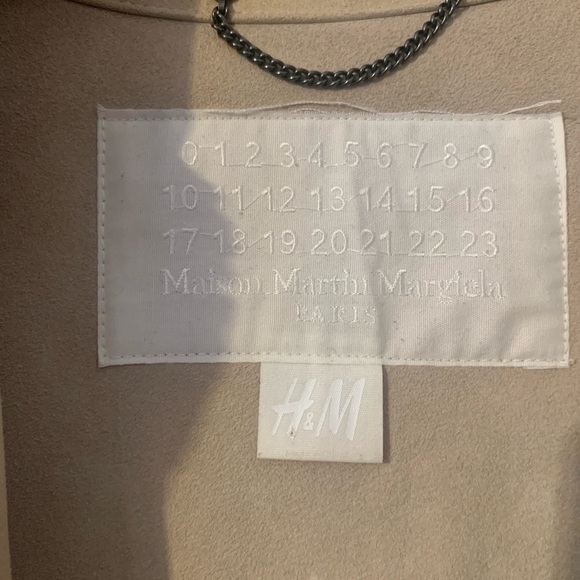 0 1 2 3 4 5 6 7 8 9
10 11 12 13 14 15 16
17 18 19 20 21 22 23
Maison Martin Margiela
PARIS
H&M